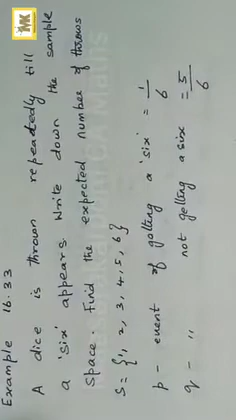 Example 16.33
A dice is thrown repeatedly till
a 'six' appears write down the sample
space. Find the expected number of throws
S = {1, 2, 3, 4, 5, 6}
p - event of getting a 'six' = 1/6
q - " not getting a six = 5/6
MK